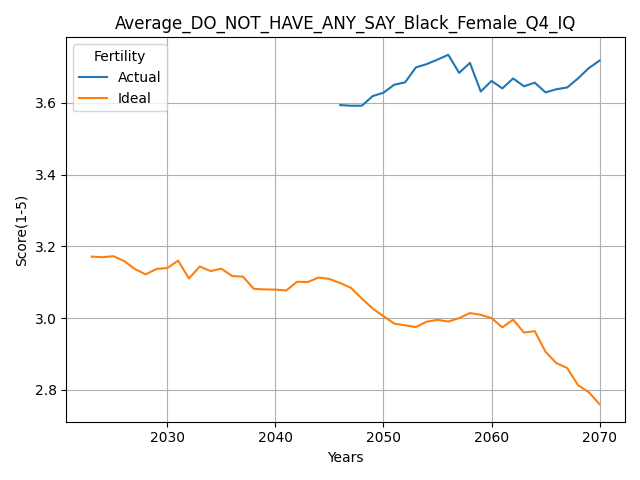 Average_DO_NOT_HAVE_ANY_SAY_Black_Female_Q4_IQ
Fertility
Actual
Ideal
Score(1-5)
3.6
3.4
3.2
3.0
2.8
2030
2040
2050
2060
2070
Years